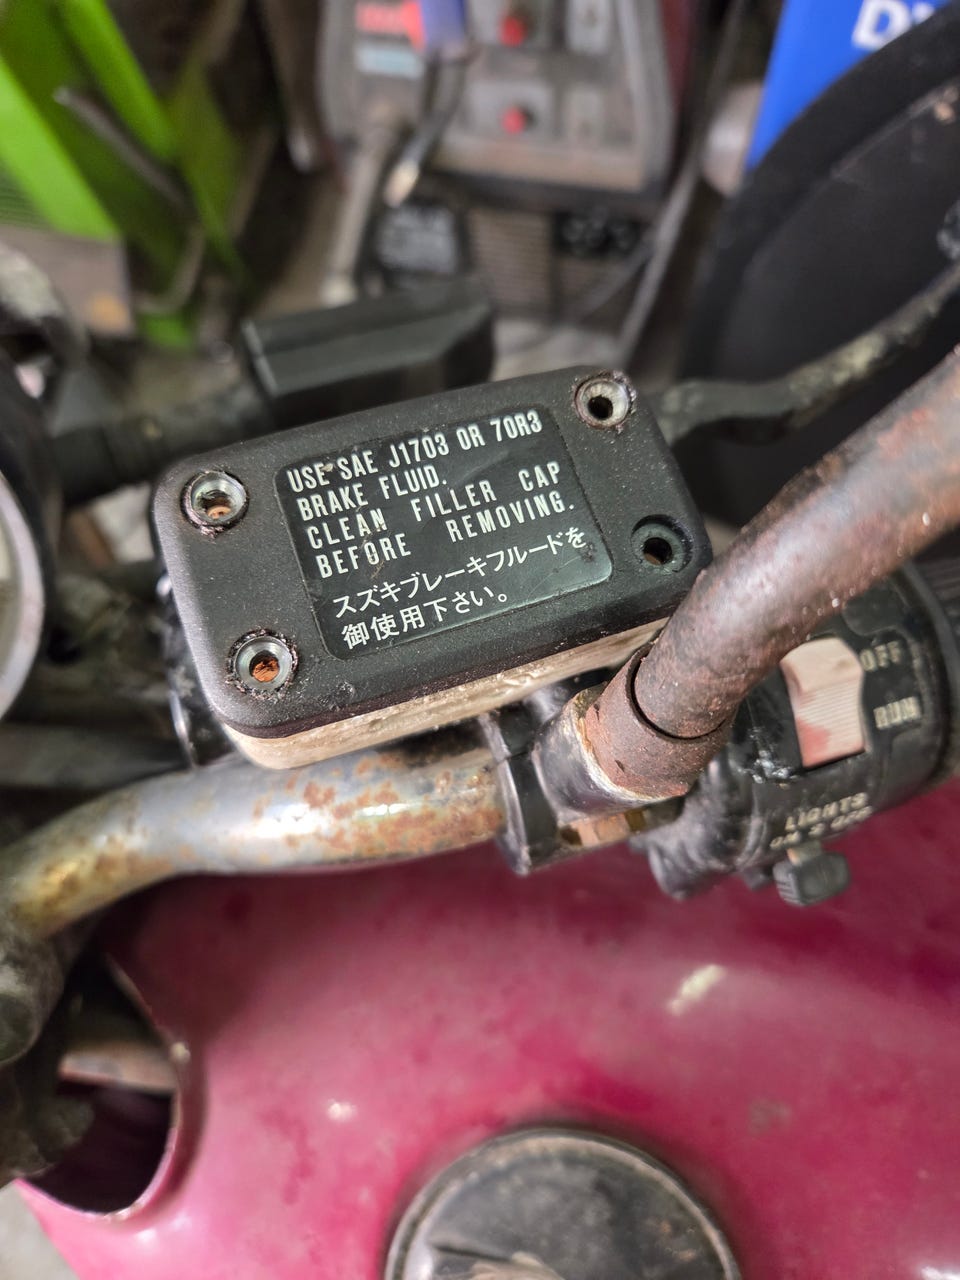 USE SAE J1703 OR 70R3
BRAKE FLUID.
CLEAN FILLER CAP
BEFORE REMOVING.
スズキブレーキフルードを
御使用下さい。
OFF
RUN
LIGHTS